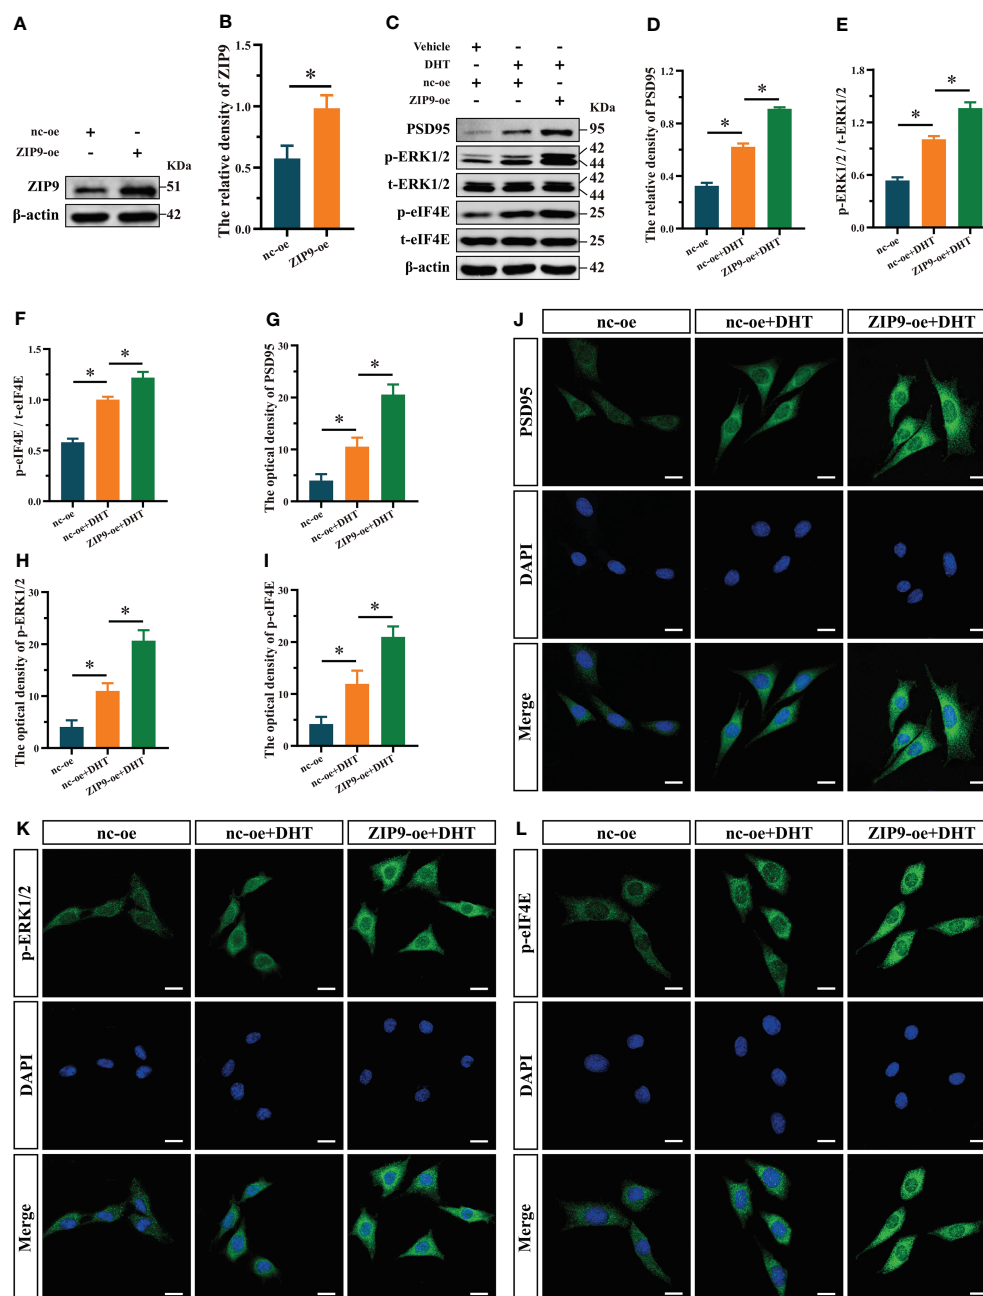 A
nc-oe + -
ZIP9-oe - +
KDa
ZIP9 51
β-actin 42
B
The relative density of ZIP9
1.5
1.0
0.5
0.0
*
nc-oe
ZIP9-oe
C
Vehicle + - -
DHT - + +
nc-oe + + -
ZIP9-oe - - +
KDa
PSD95 95
p-ERK1/2 42
44
t-ERK1/2 42
44
p-eIF4E 25
t-eIF4E 25
β-actin 42
D
The relative density of PSD95
1.2
0.9
0.6
0.3
0.0
* *
nc-oe
nc-oe+DHT
ZIP9-oe+DHT
E
p-ERK1/2 / t-ERK1/2
1.8
1.2
0.6
0.0
* *
nc-oe
nc-oe+DHT
ZIP9-oe+DHT
F
p-eIF4E / t-eIF4E
1.5
1.0
0.5
0.0
* *
nc-oe
nc-oe+DHT
ZIP9-oe+DHT
G
The optical density of PSD95
30
20
10
0
* *
nc-oe
nc-oe+DHT
ZIP9-oe+DHT
H
The optical density of p-ERK1/2
30
20
10
0
* *
nc-oe
nc-oe+DHT
ZIP9-oe+DHT
I
The optical density of p-eIF4E
30
20
10
0
* *
nc-oe
nc-oe+DHT
ZIP9-oe+DHT
J
nc-oe nc-oe+DHT ZIP9-oe+DHT
PSD95
DAPI
Merge
K
nc-oe nc-oe+DHT ZIP9-oe+DHT
p-ERK1/2
DAPI
Merge
L
nc-oe nc-oe+DHT ZIP9-oe+DHT
p-eIF4E
DAPI
Merge